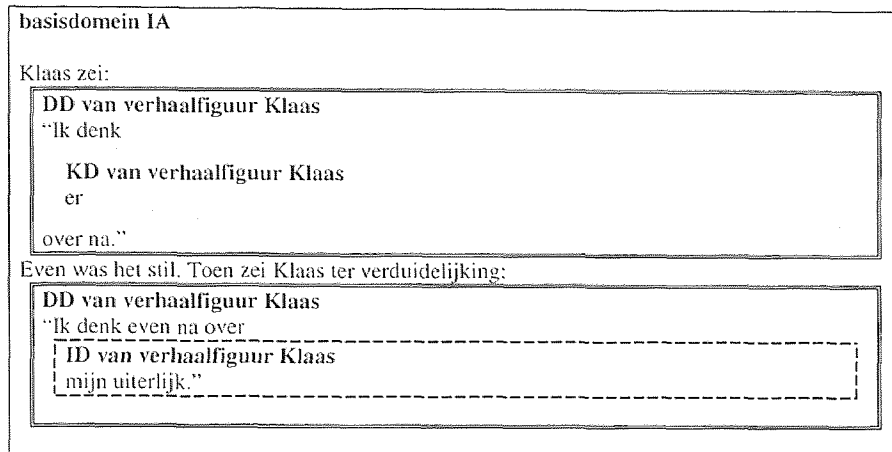 basisdomein IA
Klaas zei:
DD van verhaalfiguur Klaas
“Ik denk
KD van verhaalfiguur Klaas
er
over na.”
Even was het stil. Toen zei Klaas ter verduidelijking:
DD van verhaalfiguur Klaas
“Ik denk even na over
ID van verhaalfiguur Klaas
mijn uiterlijk.”